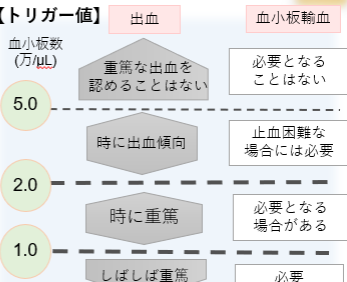 【トリガー値】
出血
血小板輸血
血小板数
(万/μL)
重篤な出血を
認めることはない
必要となる
ことはない
5.0
時に出血傾向
止血困難な
場合には必要
2.0
時に重篤
必要となる
場合がある
1.0
しばしば重篤
必要